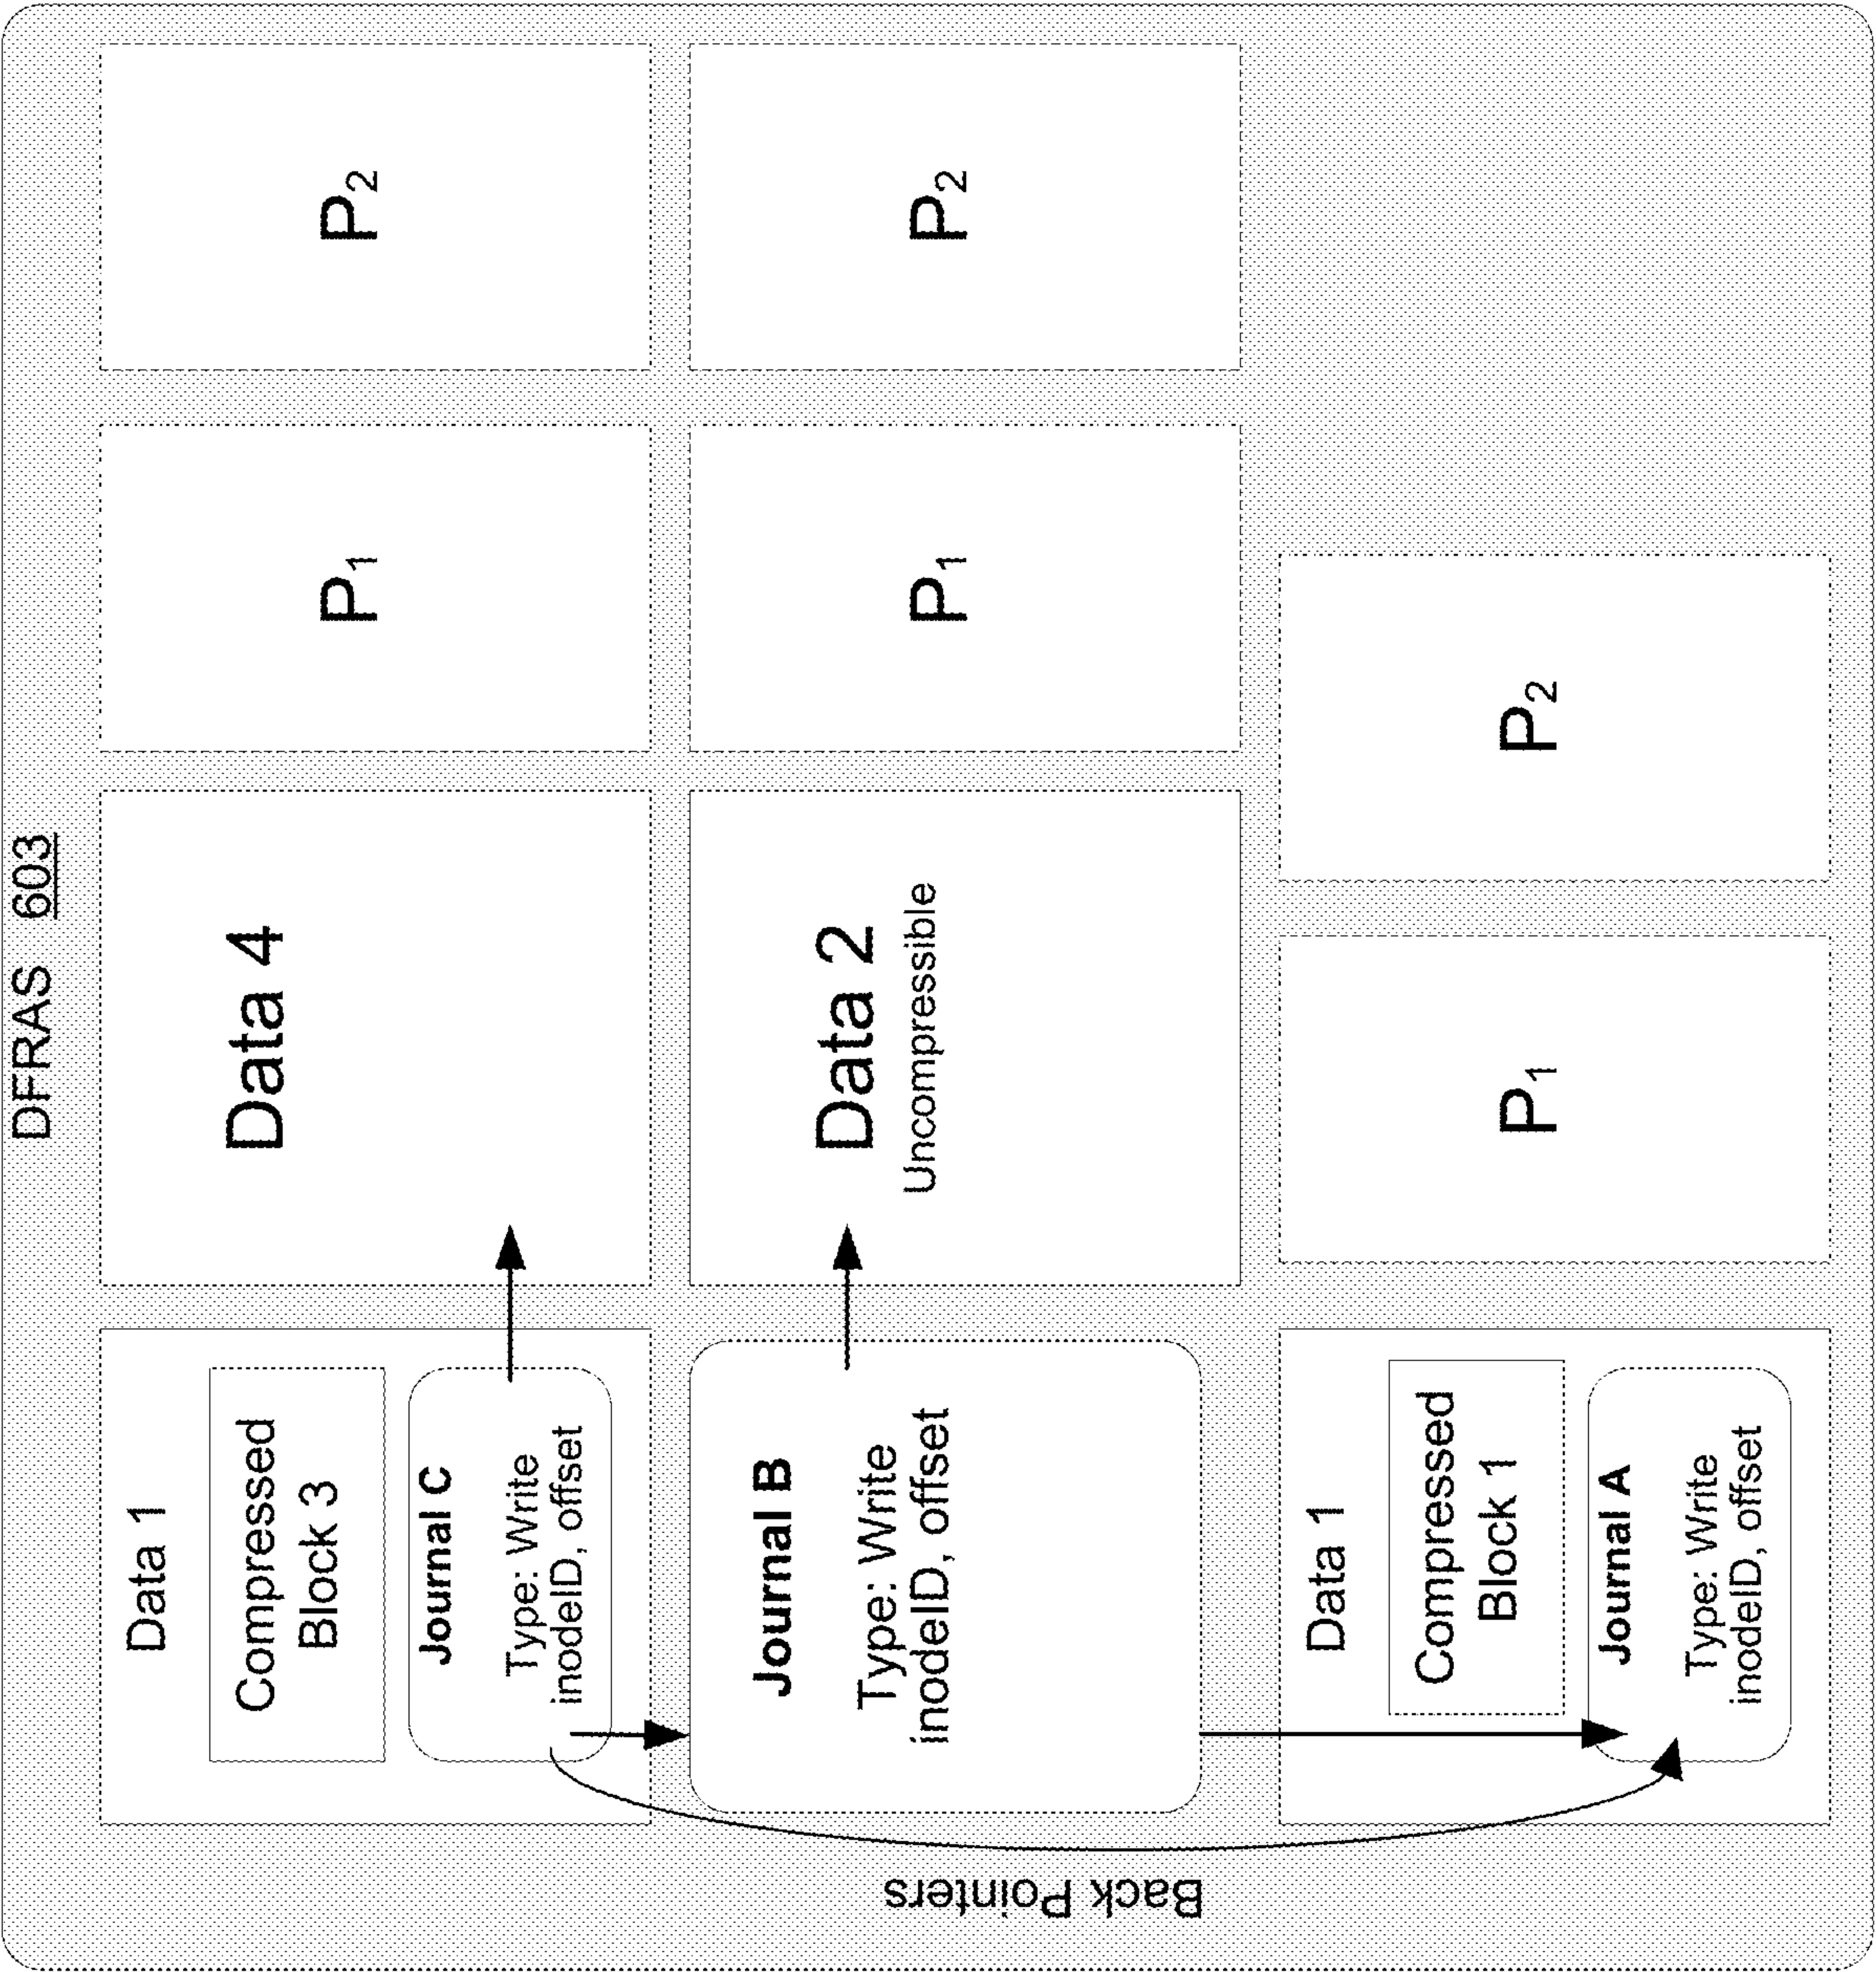 DFRAS 603
Data 1
Compressed
Block 3
Journal C
Type: Write
inodeID, offset
Data 4
P1
P2
Journal B
Type: Write
inodeID, offset
Data 2
Uncompressible
P1
P2
Data 1
Compressed
Block 1
Journal A
Type: Write
inodeID, offset
P1
P2
Back Pointers